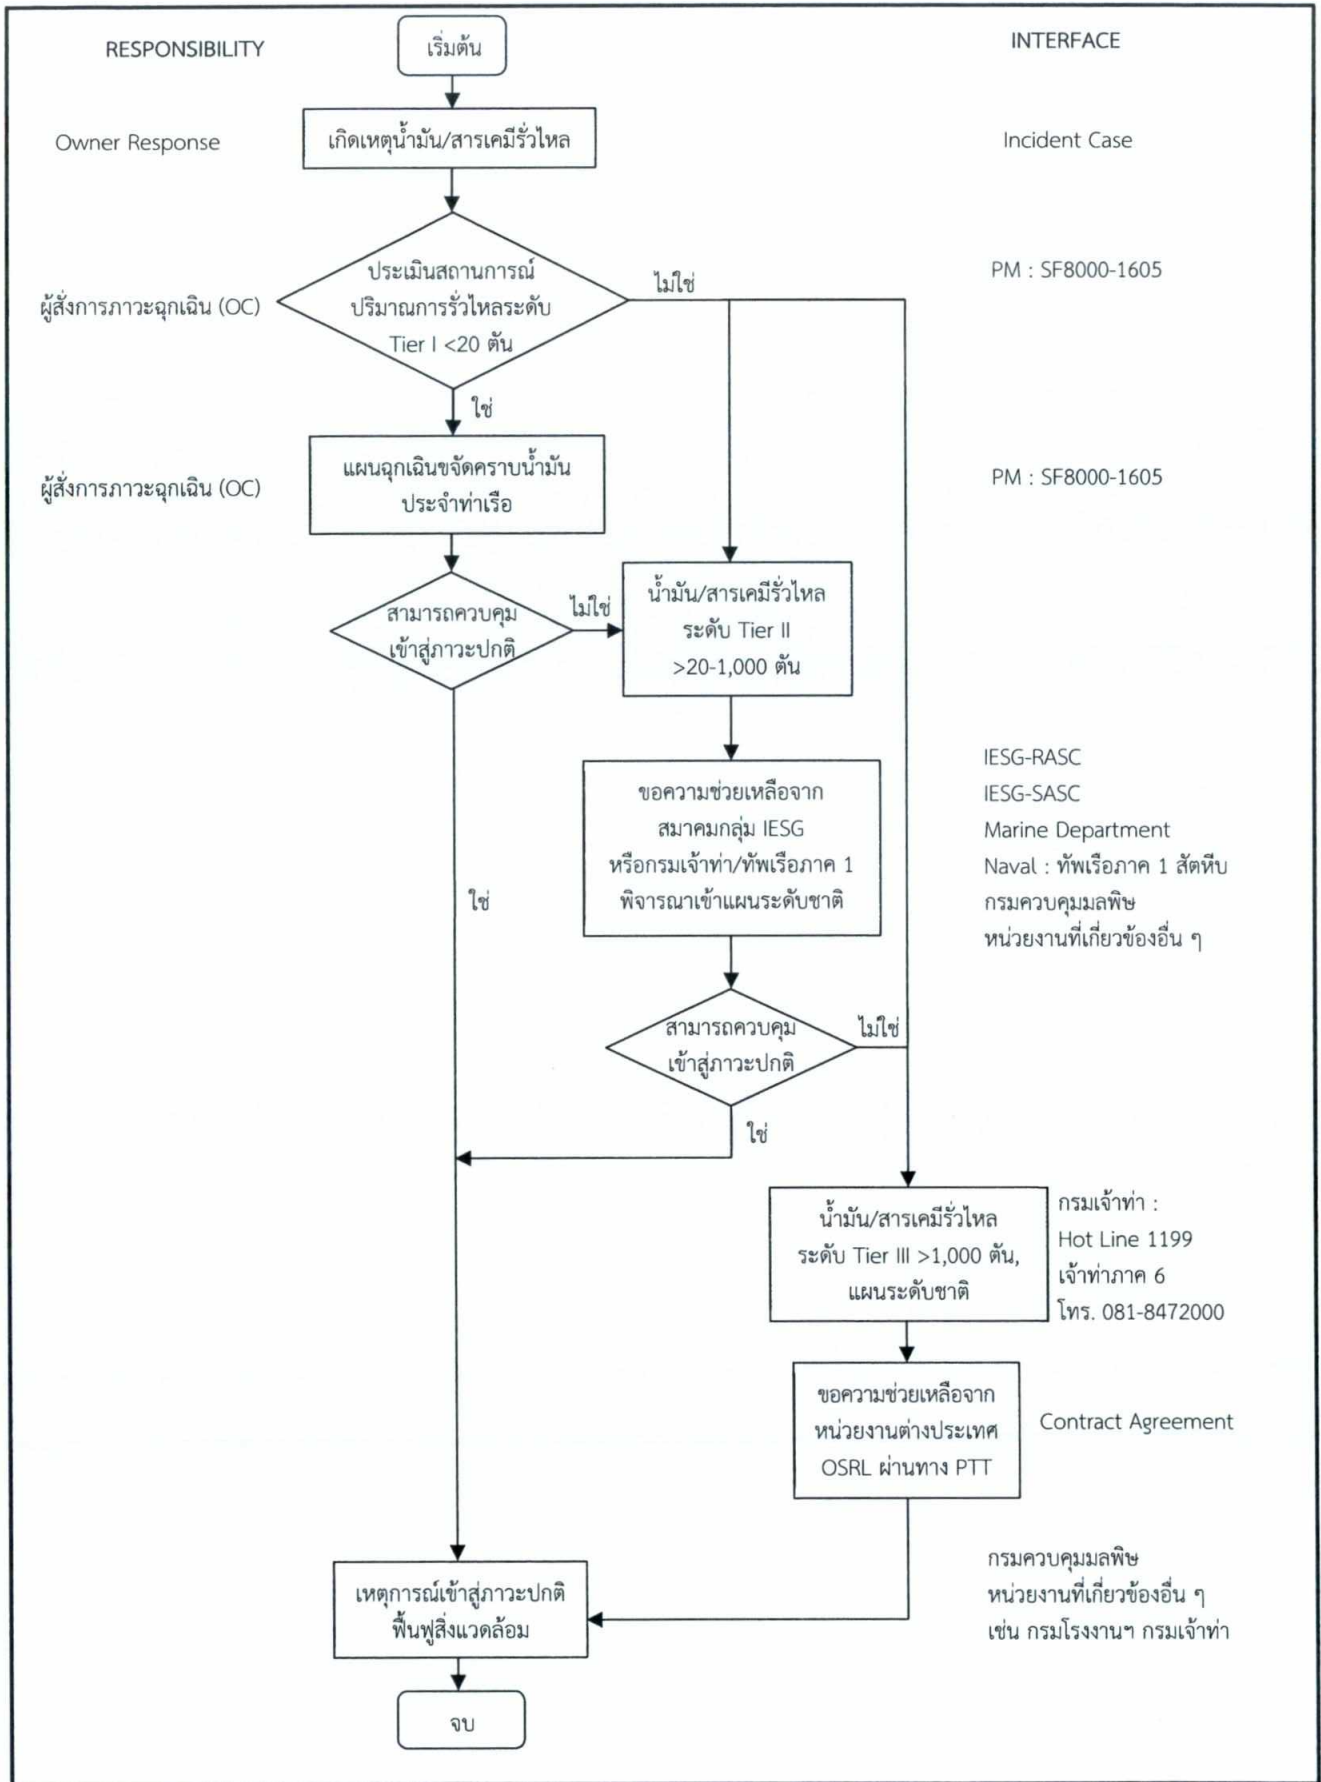 RESPONSIBILITY
เริ่มต้น
INTERFACE
Owner Response
เกิดเหตุน้ำมัน/สารเคมีรั่วไหล
Incident Case
ผู้สั่งการภาวะฉุกเฉิน (OC)
ประเมินสถานการณ์
ปริมาณการรั่วไหลระดับ
Tier I <20 ตัน
ไม่ใช่
PM : SF8000-1605
ใช่
ผู้สั่งการภาวะฉุกเฉิน (OC)
แผนฉุกเฉินขจัดคราบน้ำมัน
ประจำท่าเรือ
PM : SF8000-1605
สามารถควบคุม
เข้าสู่ภาวะปกติ
ไม่ใช่
น้ำมัน/สารเคมีรั่วไหล
ระดับ Tier II
>20-1,000 ตัน
ใช่
ขอความช่วยเหลือจาก
สมาคมกลุ่ม IESG
หรือกรมเจ้าท่า/ทัพเรือภาค 1
พิจารณาเข้าแผนระดับชาติ
IESG-RASC
IESG-SASC
Marine Department
Naval : ทัพเรือภาค 1 สัตหีบ
กรมควบคุมมลพิษ
หน่วยงานที่เกี่ยวข้องอื่น ๆ
สามารถควบคุม
เข้าสู่ภาวะปกติ
ไม่ใช่
ใช่
น้ำมัน/สารเคมีรั่วไหล
ระดับ Tier III >1,000 ตัน,
แผนระดับชาติ
กรมเจ้าท่า :
Hot Line 1199
เจ้าท่าภาค 6
โทร. 081-8472000
ขอความช่วยเหลือจาก
หน่วยงานต่างประเทศ
OSRL ผ่านทาง PTT
Contract Agreement
เหตุการณ์เข้าสู่ภาวะปกติ
ฟื้นฟูสิ่งแวดล้อม
กรมควบคุมมลพิษ
หน่วยงานที่เกี่ยวข้องอื่น ๆ
เช่น กรมโรงงานฯ กรมเจ้าท่า
จบ